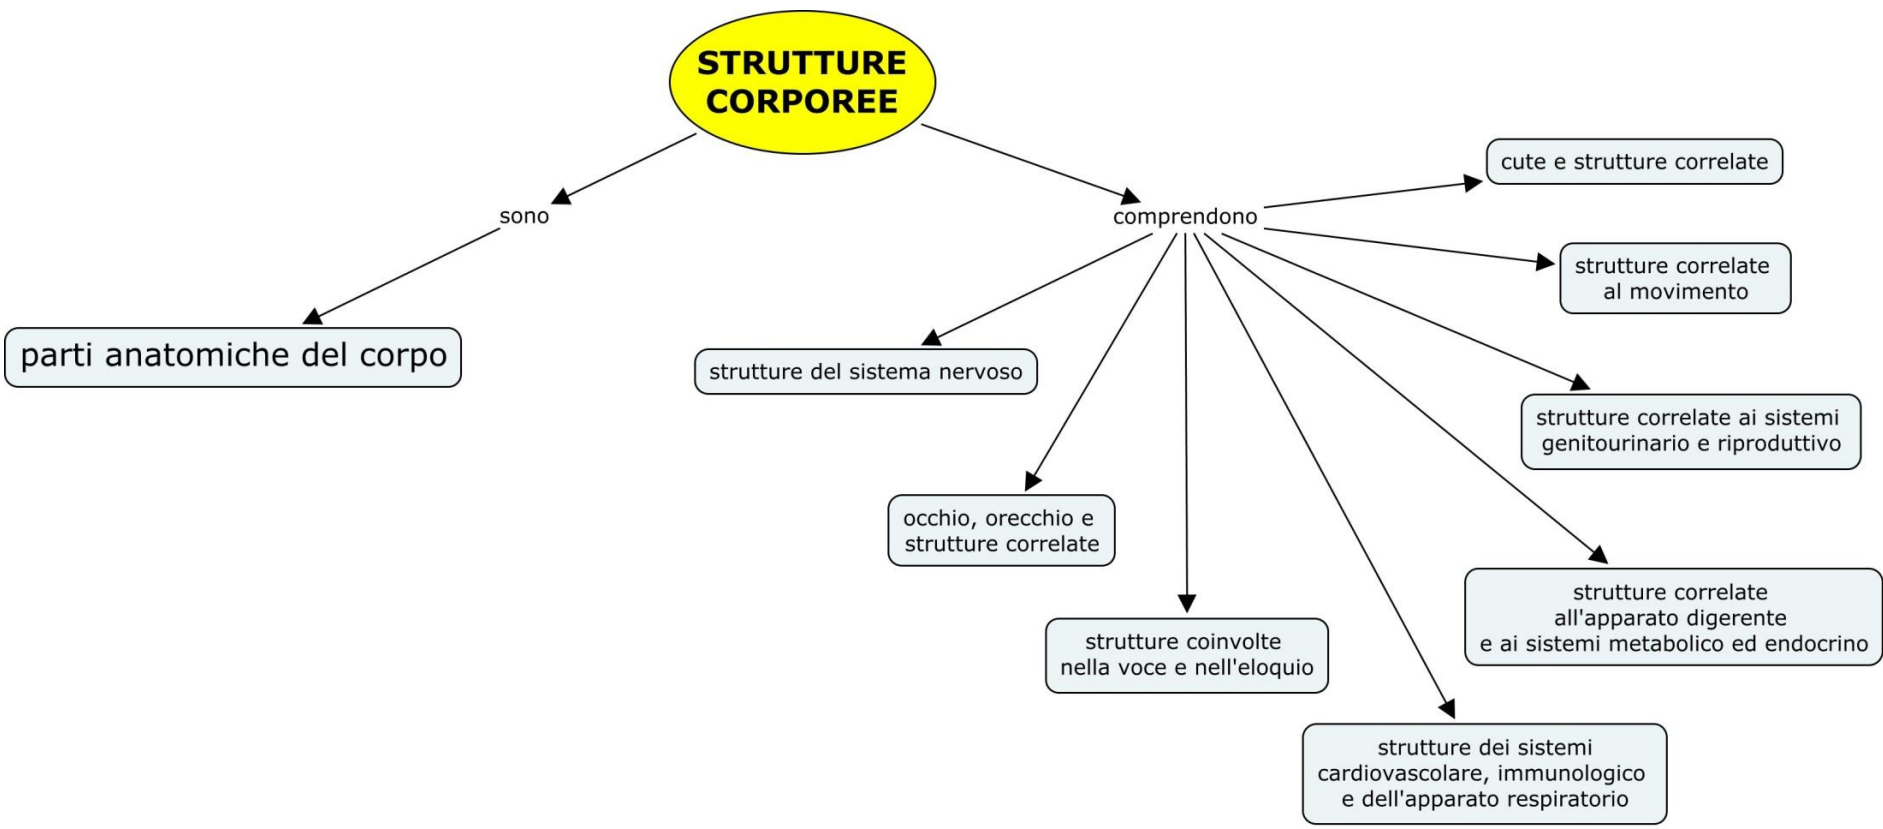 STRUTTURE
CORPOREE
sono
comprendono
parti anatomiche del corpo
strutture del sistema nervoso
occhio, orecchio e
strutture correlate
strutture coinvolte
nella voce e nell'eloquio
strutture dei sistemi
cardiovascolare, immunologico
e dell'apparato respiratorio
strutture correlate
all'apparato digerente
e ai sistemi metabolico ed endocrino
strutture correlate ai sistemi
genitourinario e riproduttivo
strutture correlate
al movimento
cute e strutture correlate